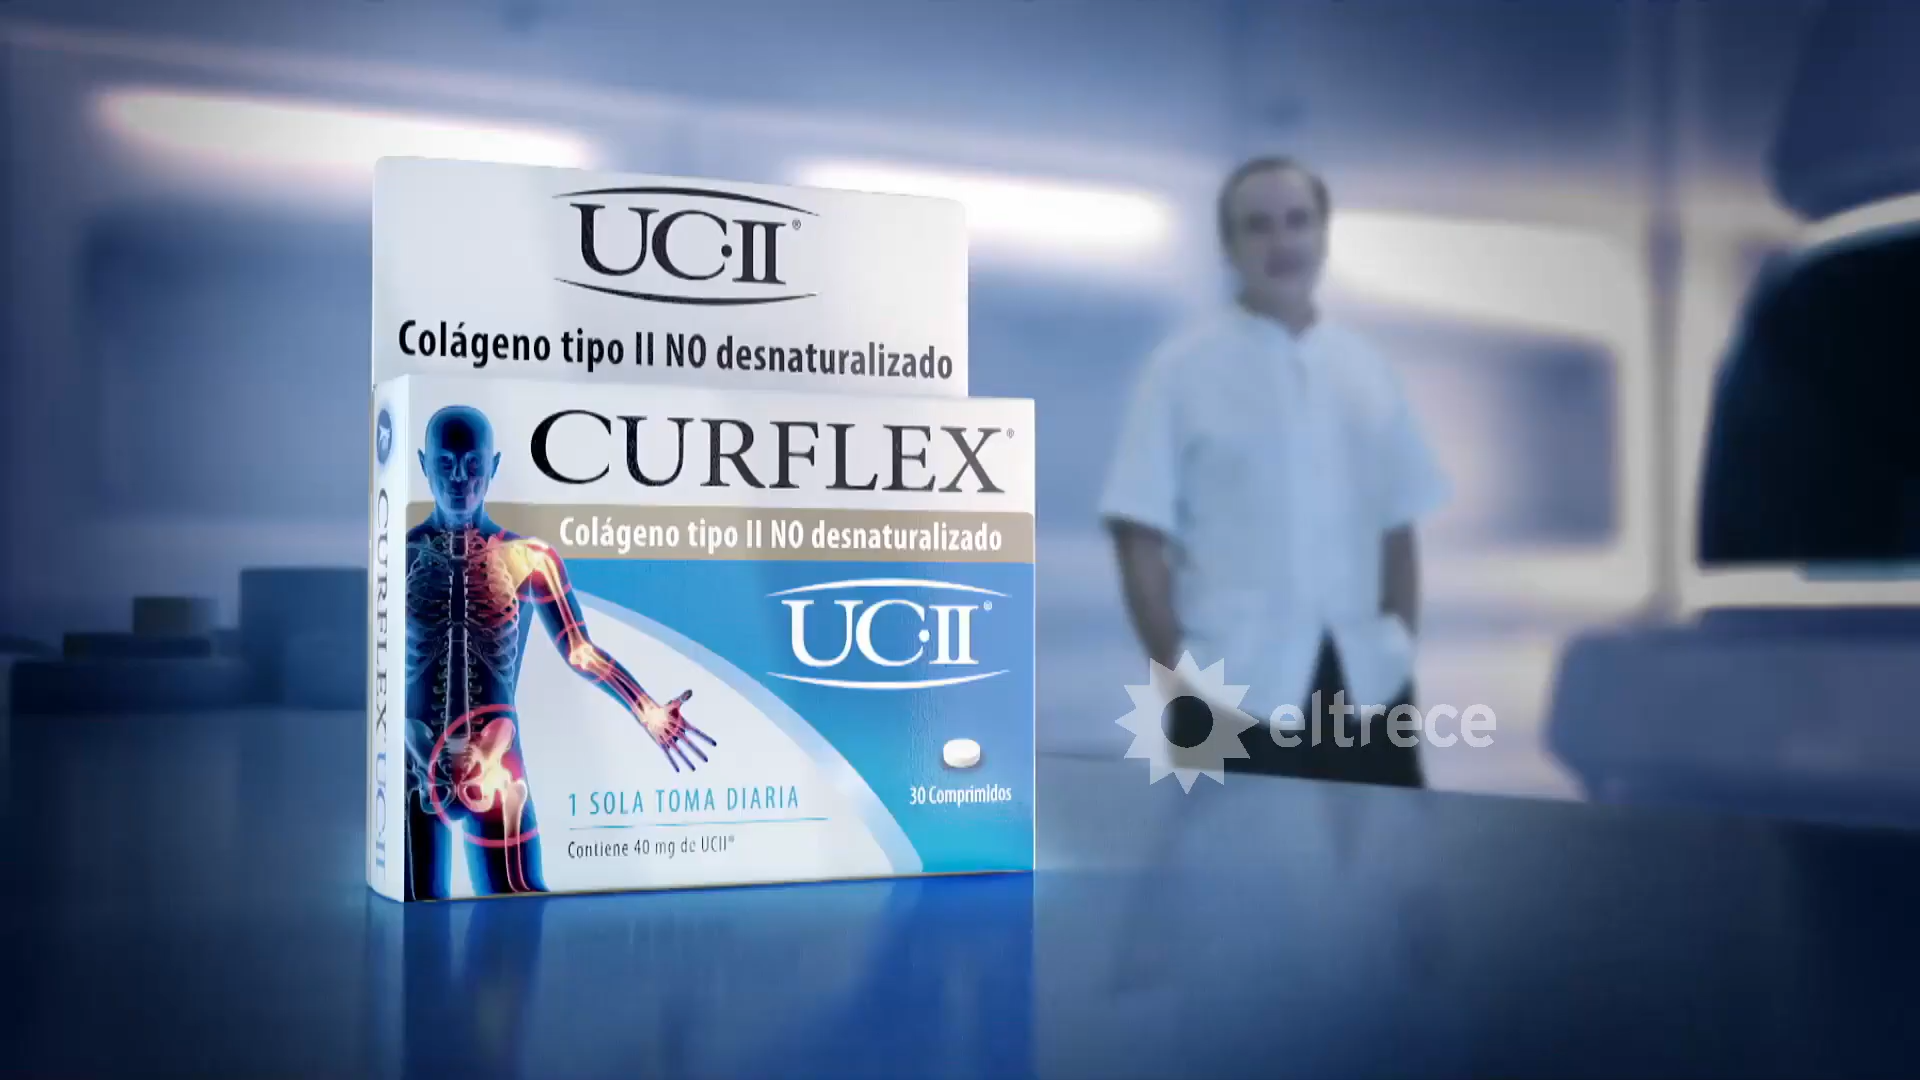 UC·II®
Colágeno tipo II NO desnaturalizado
CURFLEX®
Colágeno tipo II NO desnaturalizado
UC·II®
1 SOLA TOMA DIARIA
Contiene 40 mg de UCII®
30 Comprimidos
CURFLEX UC·II
eltrece